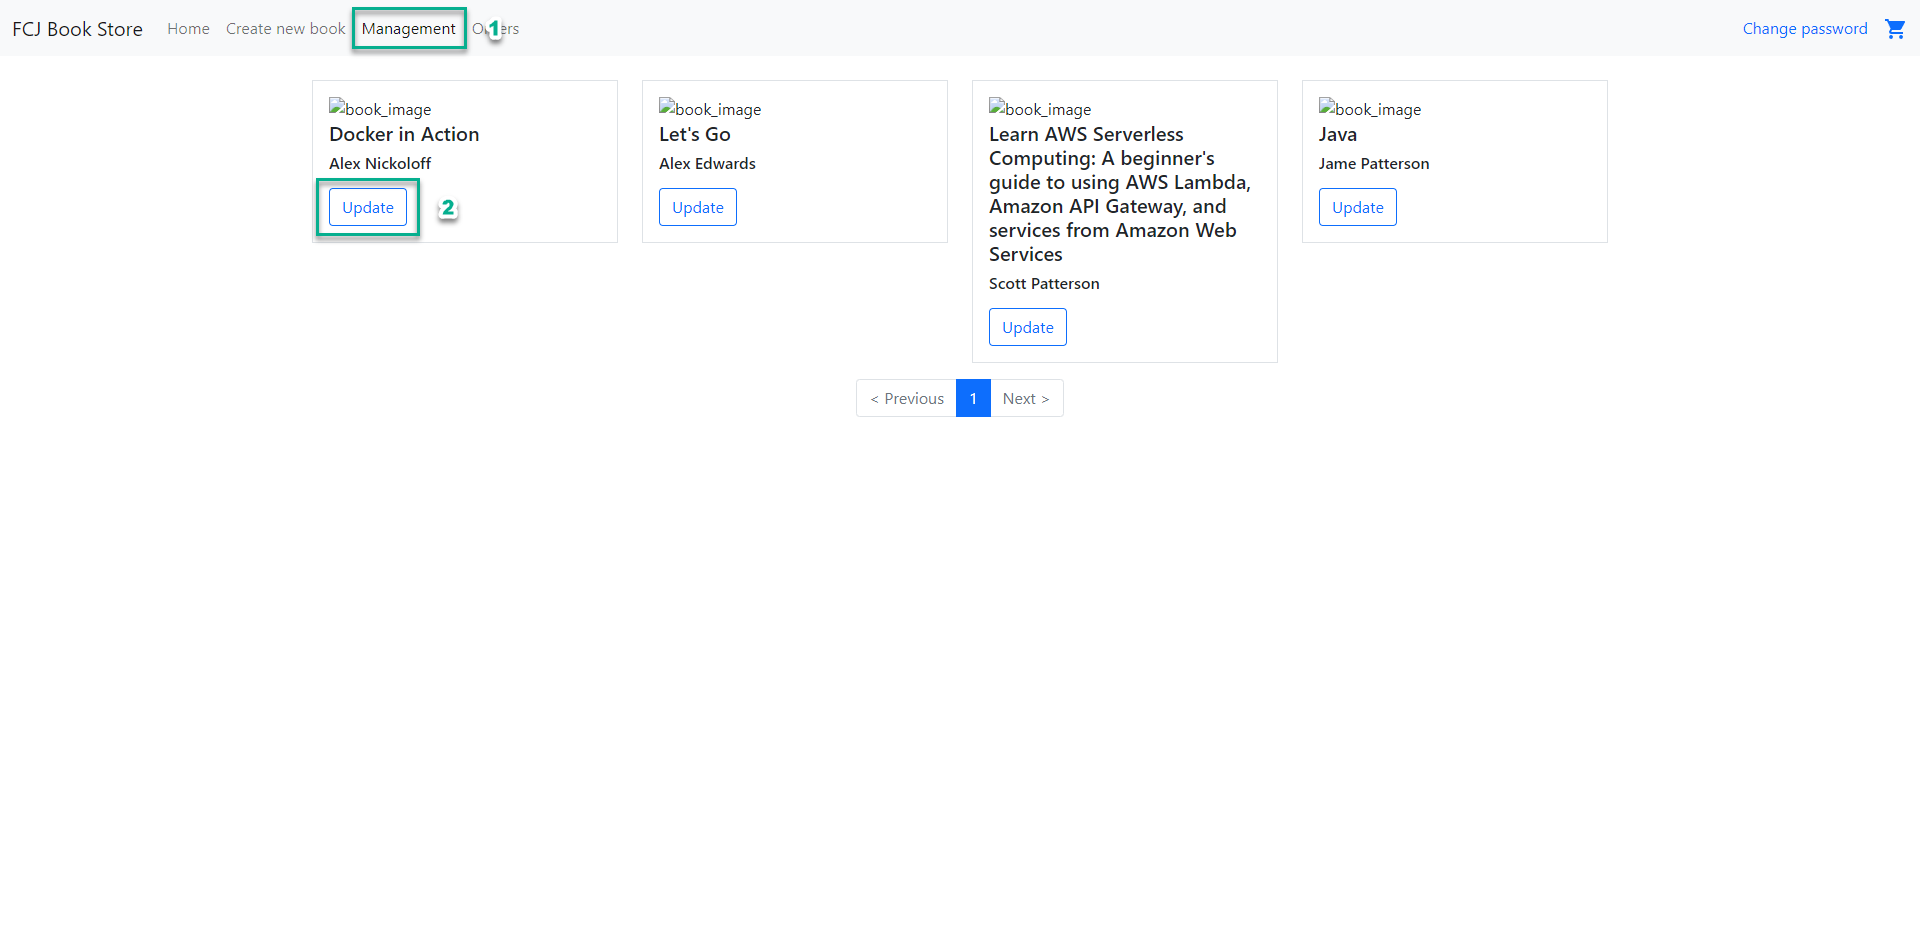 FCJ Book Store Home Create new book Management 1 Change password
book_image
Docker in Action
Alex Nickoloff
Update 2
book_image
Let's Go
Alex Edwards
Update
book_image
Learn AWS Serverless
Computing: A beginner's
guide to using AWS Lambda,
Amazon API Gateway, and
services from Amazon Web
Services
Scott Patterson
Update
book_image
Java
Jame Patterson
Update
< Previous 1 Next >